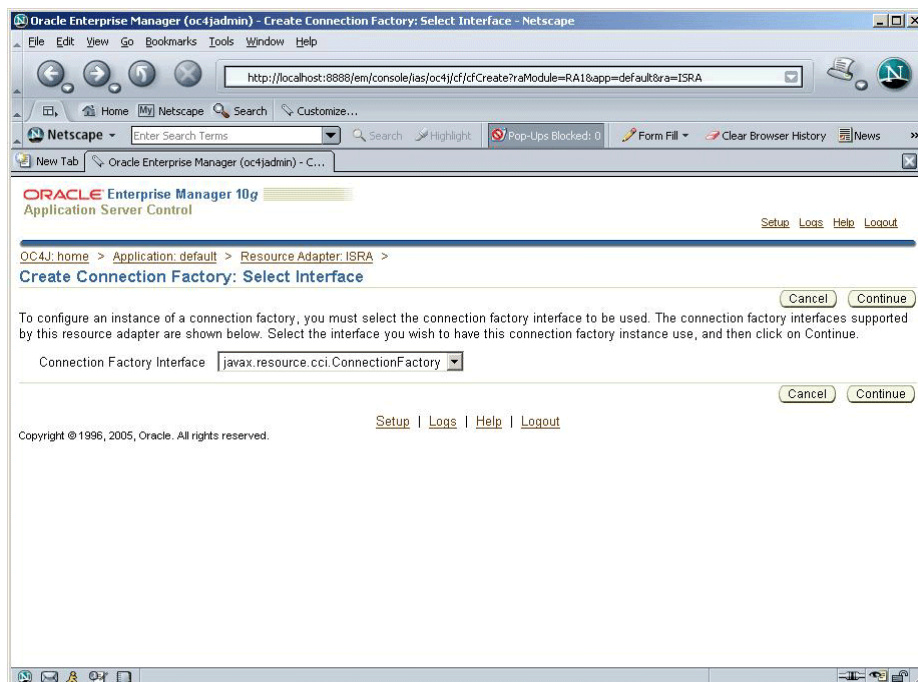 Oracle Enterprise Manager (oc4jadmin) - Create Connection Factory: Select Interface - Netscape
File Edit View Go Bookmarks Tools Window Help
http://localhost:8888/em/console/ias/oc4j/cf/cfCreate?raModule=RA1&app=default&ra=ISRA
Home My Netscape Search Customize...
Netscape Enter Search Terms Search Highlight Pop-Ups Blocked: 0 Form Fill Clear Browser History News »
New Tab Oracle Enterprise Manager (oc4jadmin) - C...
ORACLE Enterprise Manager 10g
Application Server Control
Setup Logs Help Logout
OC4J: home > Application: default > Resource Adapter: ISRA >
Create Connection Factory: Select Interface
Cancel Continue
To configure an instance of a connection factory, you must select the connection factory interface to be used. The connection factory interfaces supported
by this resource adapter are shown below. Select the interface you wish to have this connection factory instance use, and then click on Continue.
Connection Factory Interface javax.resource.cci.ConnectionFactory
Cancel Continue
Setup | Logs | Help | Logout
Copyright © 1996, 2005, Oracle. All rights reserved.